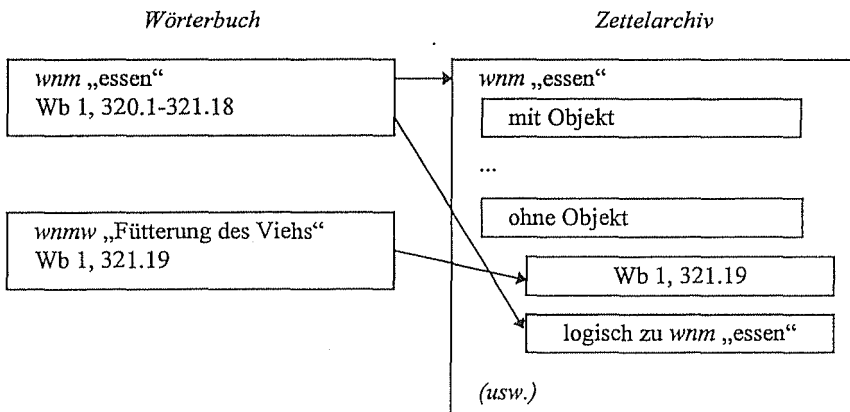 Wörterbuch
Zettelarchiv
wnm „essen“
Wb 1, 320.1-321.18
wnmw „Fütterung des Viehs“
Wb 1, 321.19
wnm „essen“
mit Objekt
...
ohne Objekt
Wb 1, 321.19
logisch zu wnm „essen“
(usw.)